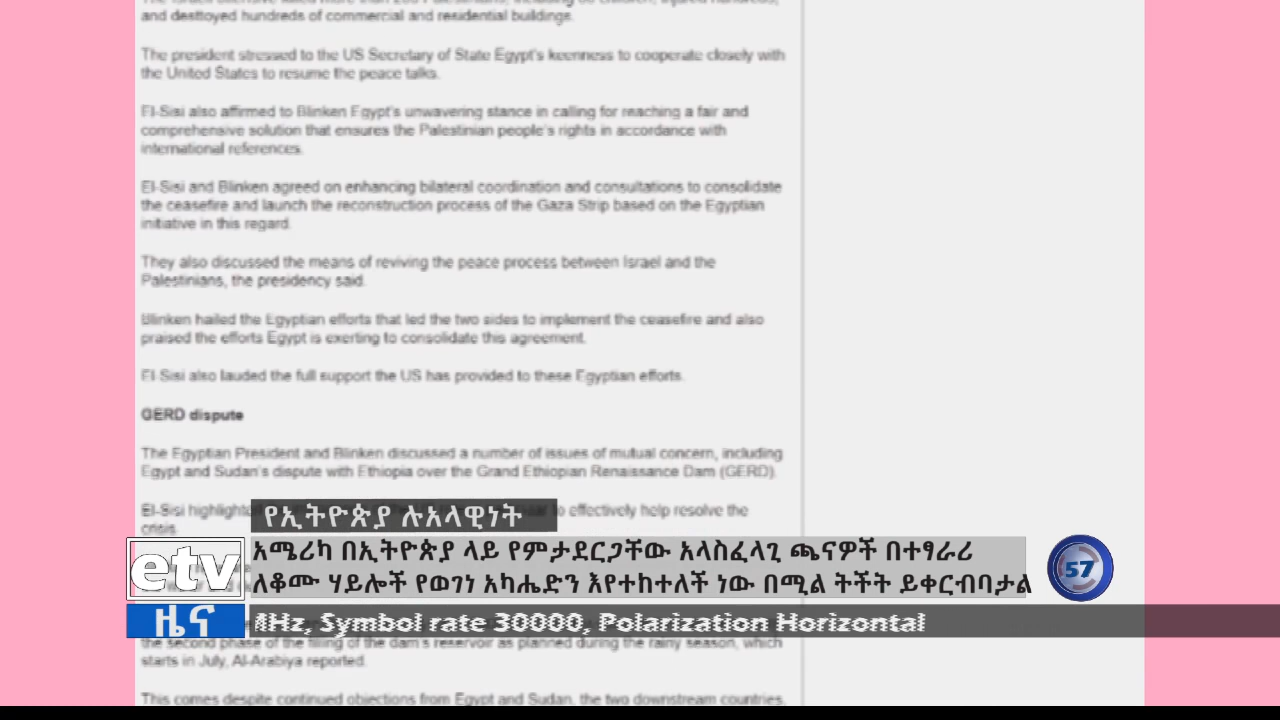 and desttoyed hundreds of commercial and residential buildings.
The president stressed to the US Secretary of State Egypt's keenness to cooperate closely with
the United States to resume the peace talks.
El-Sisi also affirmed to Blinken Egypt's unwavering stance in calling for reaching a fair and
comprehensive solution that ensures the Palestinian people's rights in accordance with
international references.
El-Sisi and Blinken agreed on enhancing bilateral coordination and consultations to consolidate
the ceasefire and launch the reconstruction process of the Gaza Strip based on the Egyptian
initiative in this regard.
They also discussed the means of reviving the peace process between Israel and the
Palestinians, the presidency said.
Blinken hailed the Egyptian efforts that led the two sides to implement the ceasefire and also
praised the efforts Egypt is exerting to consolidate this agreement.
El-Sisi also lauded the full support the US has provided to these Egyptian efforts.
GERD dispute
The Egyptian President and Blinken discussed a number of issues of mutual concern, including
Egypt and Sudan's dispute with Ethiopia over the Grand Ethiopian Renaissance Dam (GERD).
El-Sisi highlighted to effectively help resolve the
crisis.
የኢትዮጵያ ሉአላዊነት
አሜሪካ በኢትዮጵያ ላይ የምታደርጋቸው አላስፈላጊ ጫናዎች በተፃራሪ
ለቆሙ ሃይሎች የወገነ አካሔድን እየተከተለች ነው በሚል ትችት ይቀርብባታል
etv
57
ዜና
MHz, Symbol rate 30000, Polarization Horizontal
the second phase of the filling of the dam's reservoir as planned during the rainy season, which
starts in July, Al-Arabiya reported.
This comes despite continued objections from Egypt and Sudan, the two downstream countries,